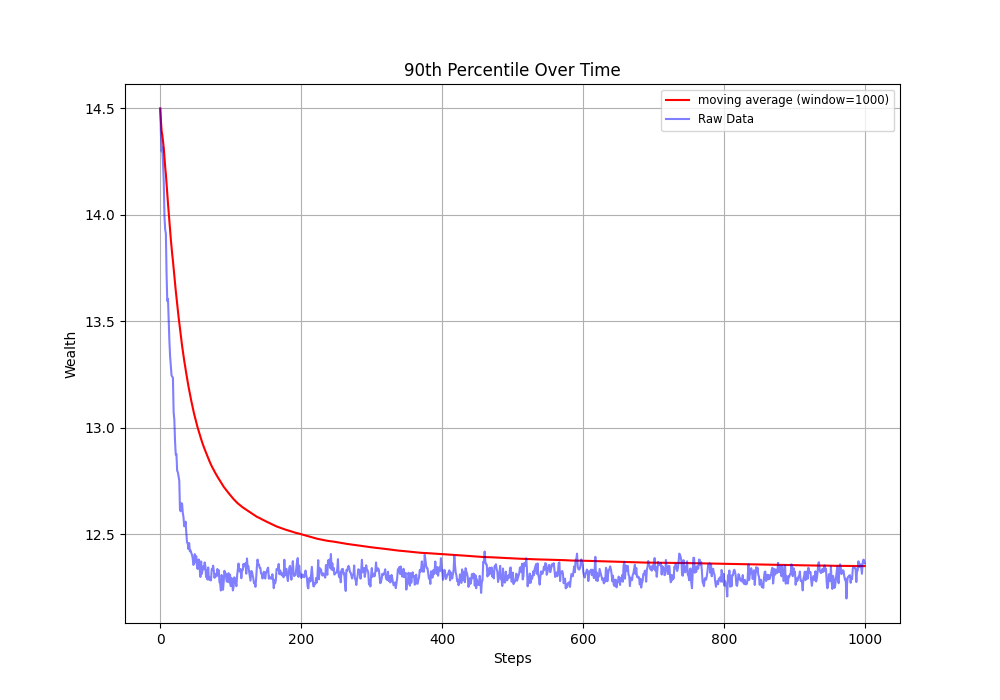 90th Percentile Over Time
moving average (window=1000)
Raw Data
14.5
14.0
13.5
13.0
12.5
Wealth
0 200 400 600 800 1000
Steps